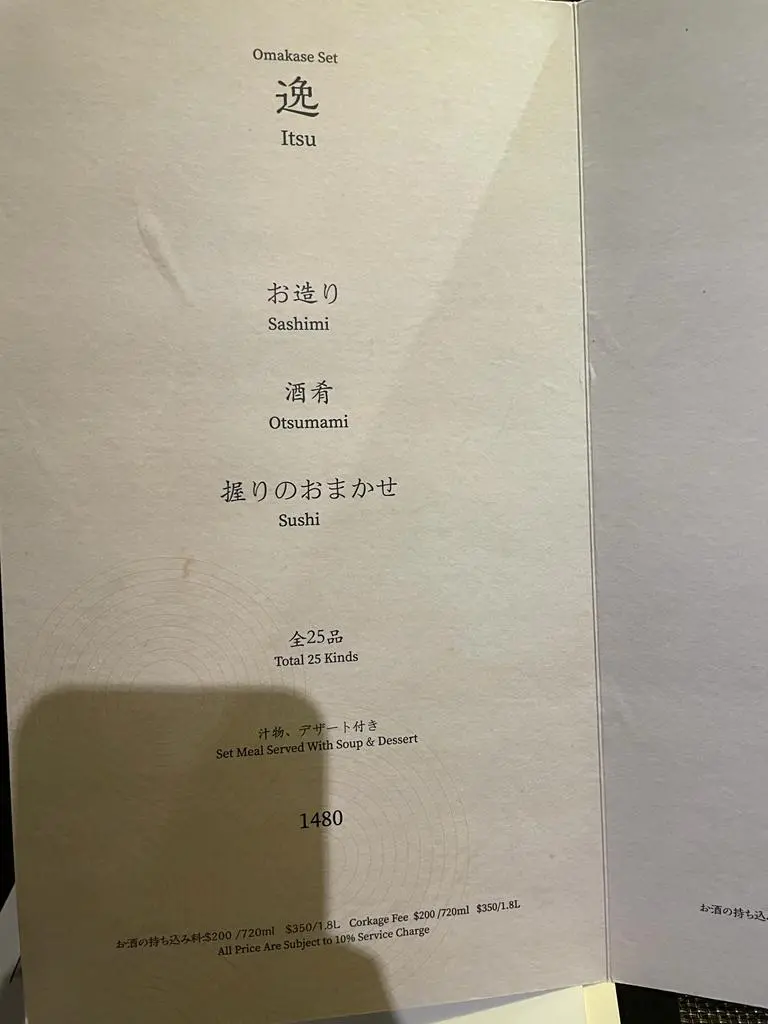 Omakase Set
逸
Itsu
お造り
Sashimi
酒肴
Otsumami
握りのおまかせ
Sushi
全25品
Total 25 Kinds
汁物、デザート付き
Set Meal Served With Soup & Dessert
1480
お酒の持ち込み料$200 /720ml $350/1.8L Corkage Fee $200 /720ml $350/1.8L
All Price Are Subject to 10% Service Charge
お酒の持ち込み